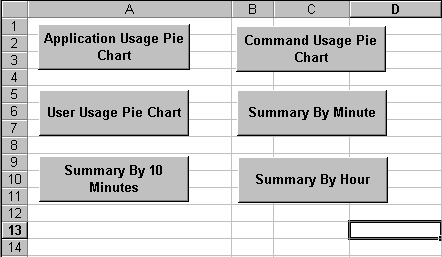 A B C D
1
Application Usage Pie
Chart
Command Usage Pie
Chart
2
3
4
5
User Usage Pie Chart
Summary By Minute
6
7
8
9
Summary By 10
Minutes
Summary By Hour
10
11
12
13
14